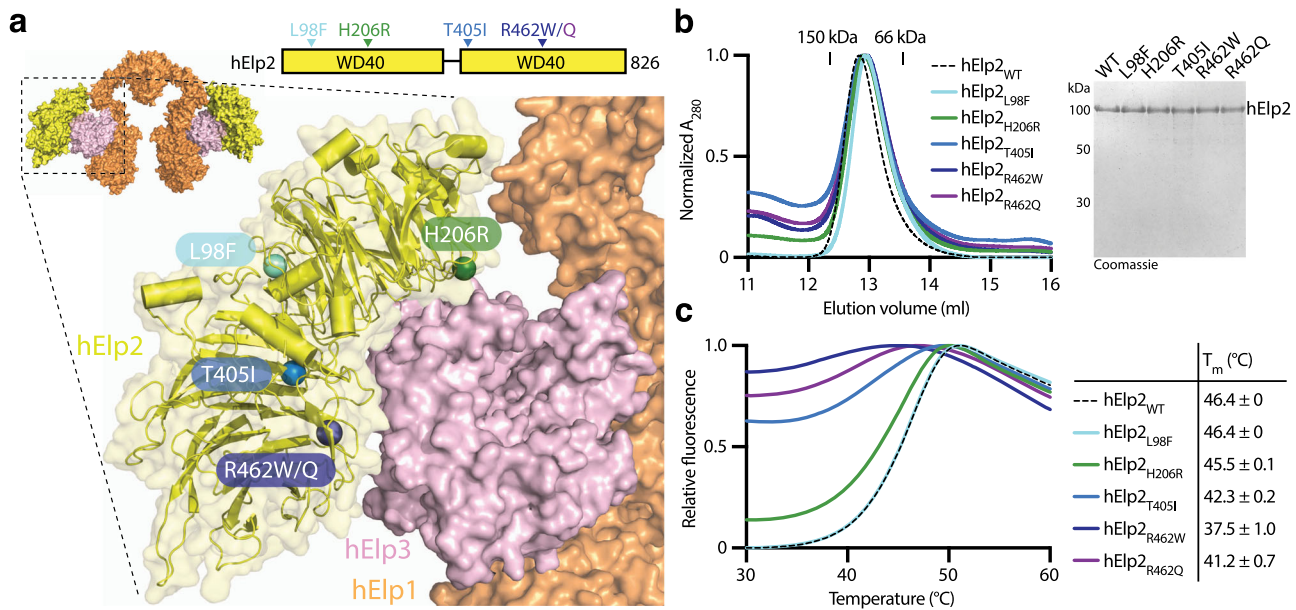 a
L98F H206R T405I R462W/Q
hElp2 WD40 WD40 826
L98F
H206R
hElp2
T405I
R462W/Q
hElp3
hElp1
b
150 kDa 66 kDa
Normalized A280
1.0
0.5
0
11 12 13 14 15 16
Elution volume (ml)
hElp2WT
hElp2L98F
hElp2H206R
hElp2T405I
hElp2R462W
hElp2R462Q
WT L98F H206R T405I R462W R462Q
kDa
100 hElp2
50
30
Coomassie
c
Relative fluorescence
1.0
0.5
0
30 40 50 60
Temperature (°C)
Tm (°C)
hElp2WT 46.4 ± 0
hElp2L98F 46.4 ± 0
hElp2H206R 45.5 ± 0.1
hElp2T405I 42.3 ± 0.2
hElp2R462W 37.5 ± 1.0
hElp2R462Q 41.2 ± 0.7